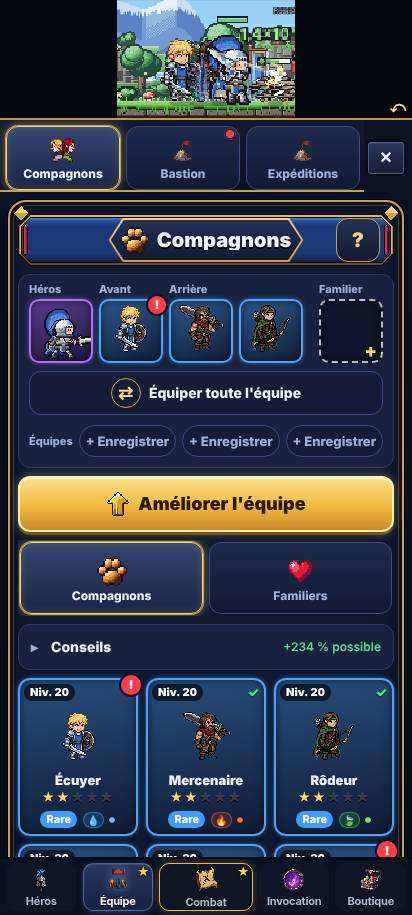 14×10
Compagnons
Bastion
Expéditions
×
Compagnons
?
Héros
Avant
Arrière
Familier
!
+
Équiper toute l'équipe
Équipes
+ Enregistrer
+ Enregistrer
+ Enregistrer
Améliorer l'équipe
Compagnons
Familiers
Conseils
+234 % possible
Niv. 20
!
Niv. 20
Niv. 20
Écuyer
Mercenaire
Rôdeur
Rare
Rare
Rare
!
Héros
Équipe
Combat
Invocation
Boutique